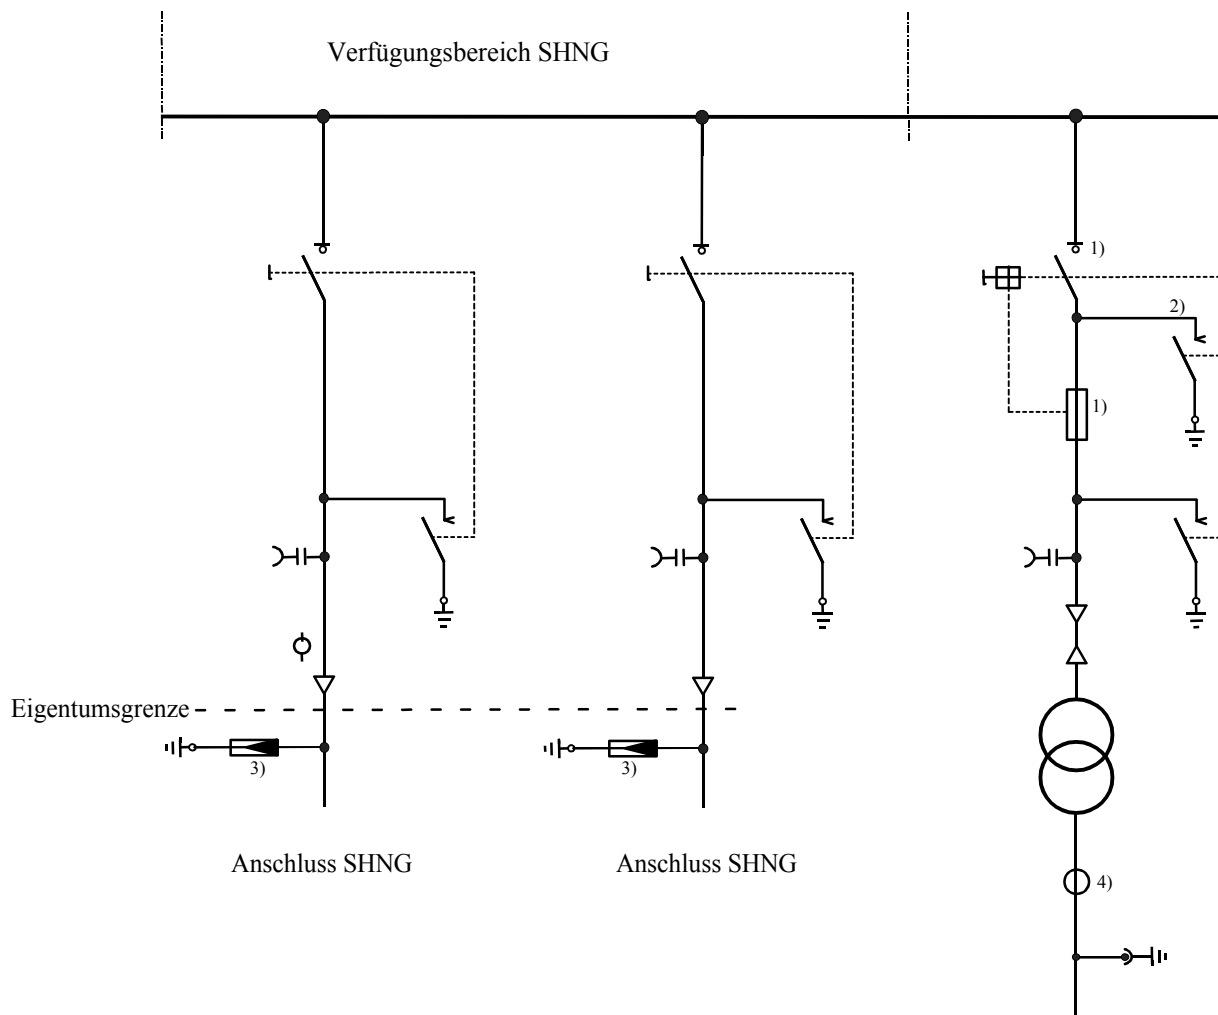 Verfügungsbereich SHNG
1)
2)
1)
Eigentumsgrenze
3)
3)
Anschluss SHNG
Anschluss SHNG
4)